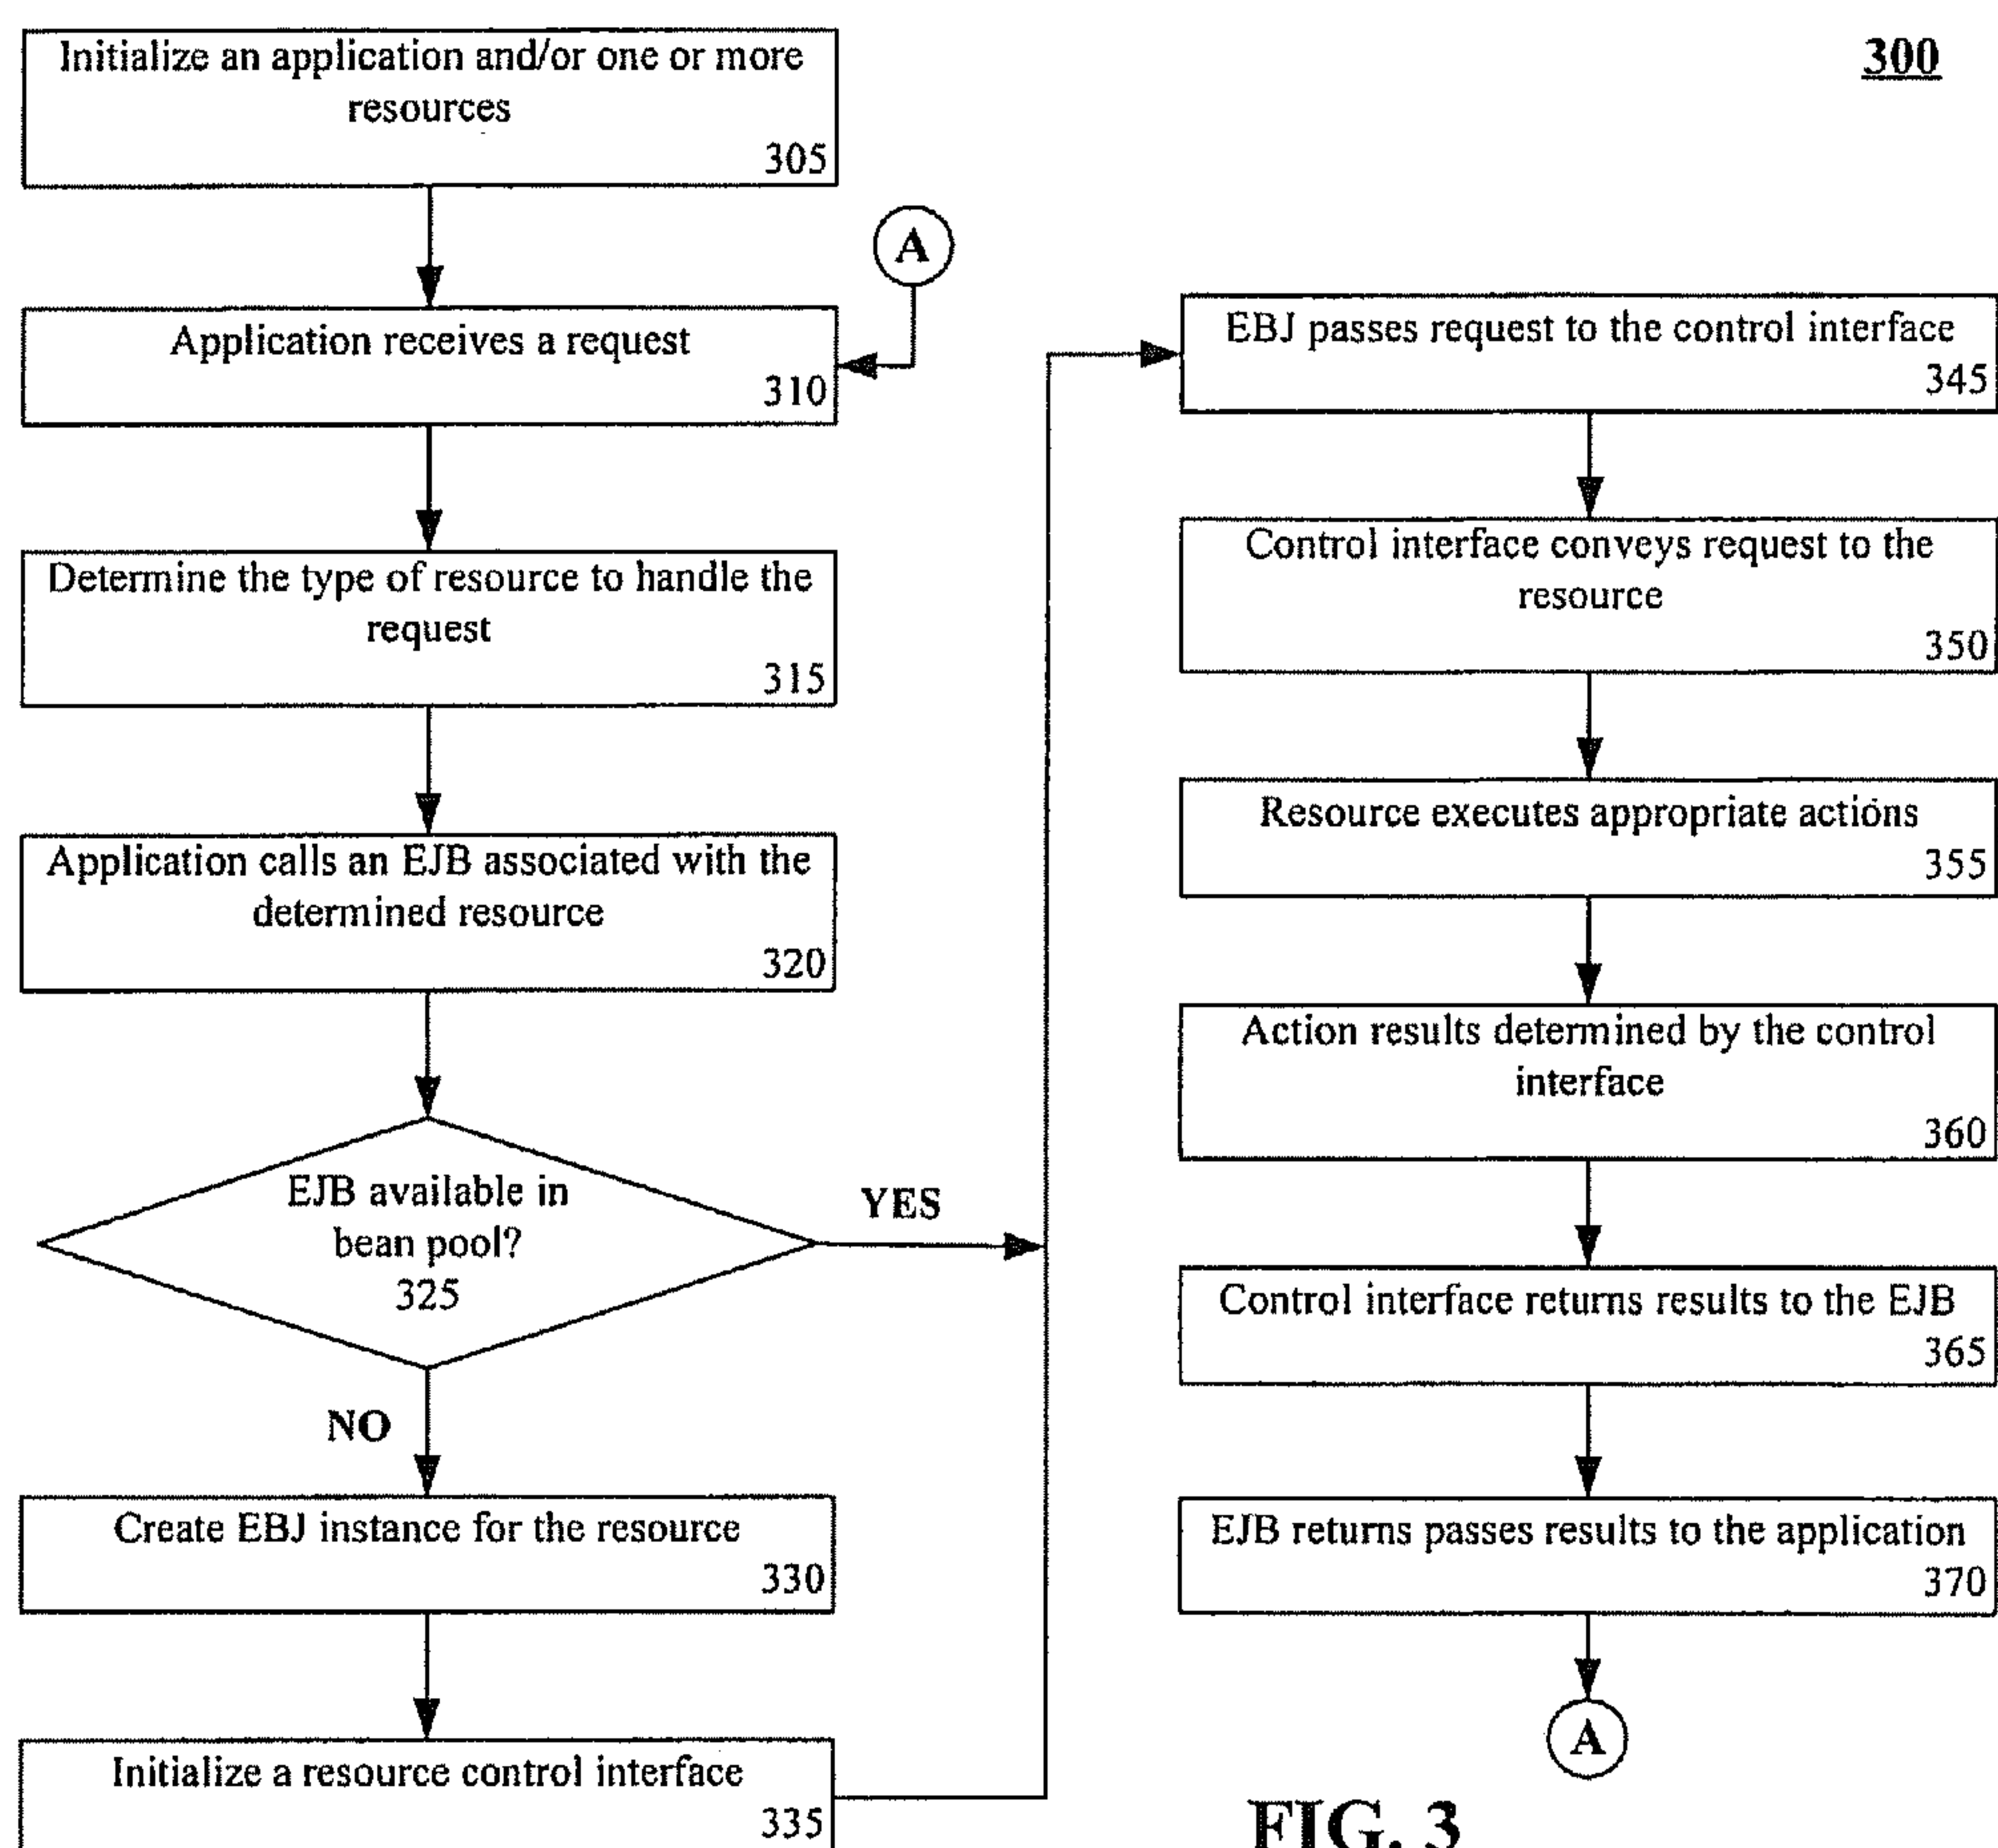 300
Initialize an application and/or one or more
resources
305
A
Application receives a request
310
Determine the type of resource to handle the
request
315
Application calls an EJB associated with the
determined resource
320
EJB available in
bean pool?
325
YES
NO
Create EBJ instance for the resource
330
Initialize a resource control interface
335
EBJ passes request to the control interface
345
Control interface conveys request to the
resource
350
Resource executes appropriate actions
355
Action results determined by the control
interface
360
Control interface returns results to the EJB
365
EJB returns passes results to the application
370
A
FIG. 3